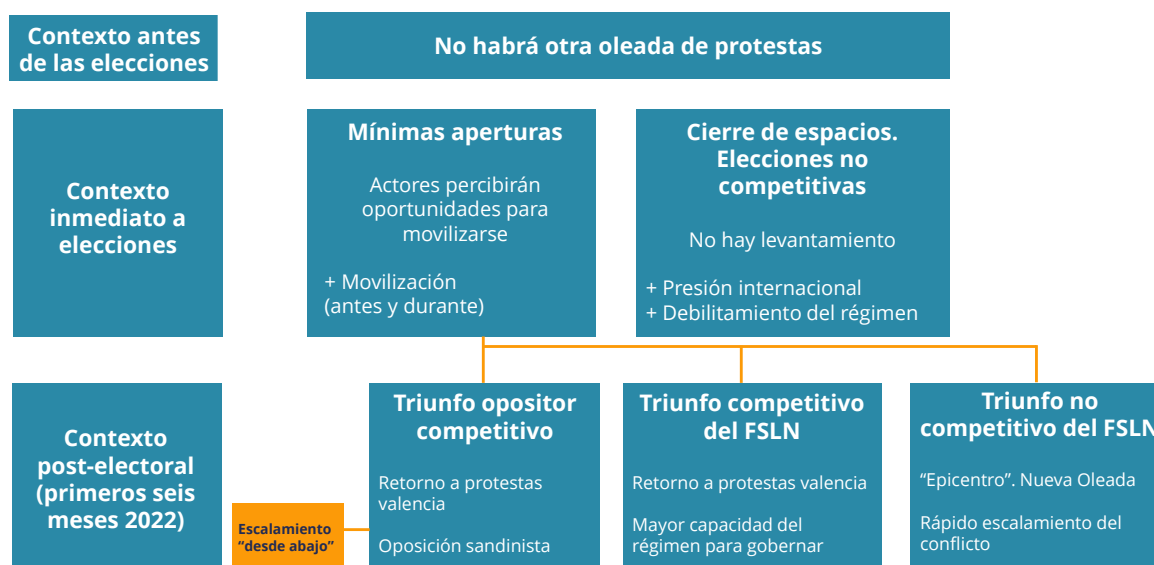 Contexto antes
de las elecciones
No habrá otra oleada de protestas
Contexto
inmediato a
elecciones
Mínimas aperturas
Actores percibirán
oportunidades para
movilizarse
+ Movilización
(antes y durante)
Cierre de espacios.
Elecciones no
competitivas
No hay levantamiento
+ Presión internacional
+ Debilitamiento del régimen
Contexto
post-electoral
(primeros seis
meses 2022)
Escalamiento
“desde abajo”
Triunfo opositor
competitivo
Retorno a protestas
valencia
Oposición sandinista
Triunfo competitivo
del FSLN
Retorno a protestas valencia
Mayor capacidad del
régimen para gobernar
Triunfo no
competitivo del FSLN
“Epicentro”. Nueva Oleada
Rápido escalamiento del
conflicto